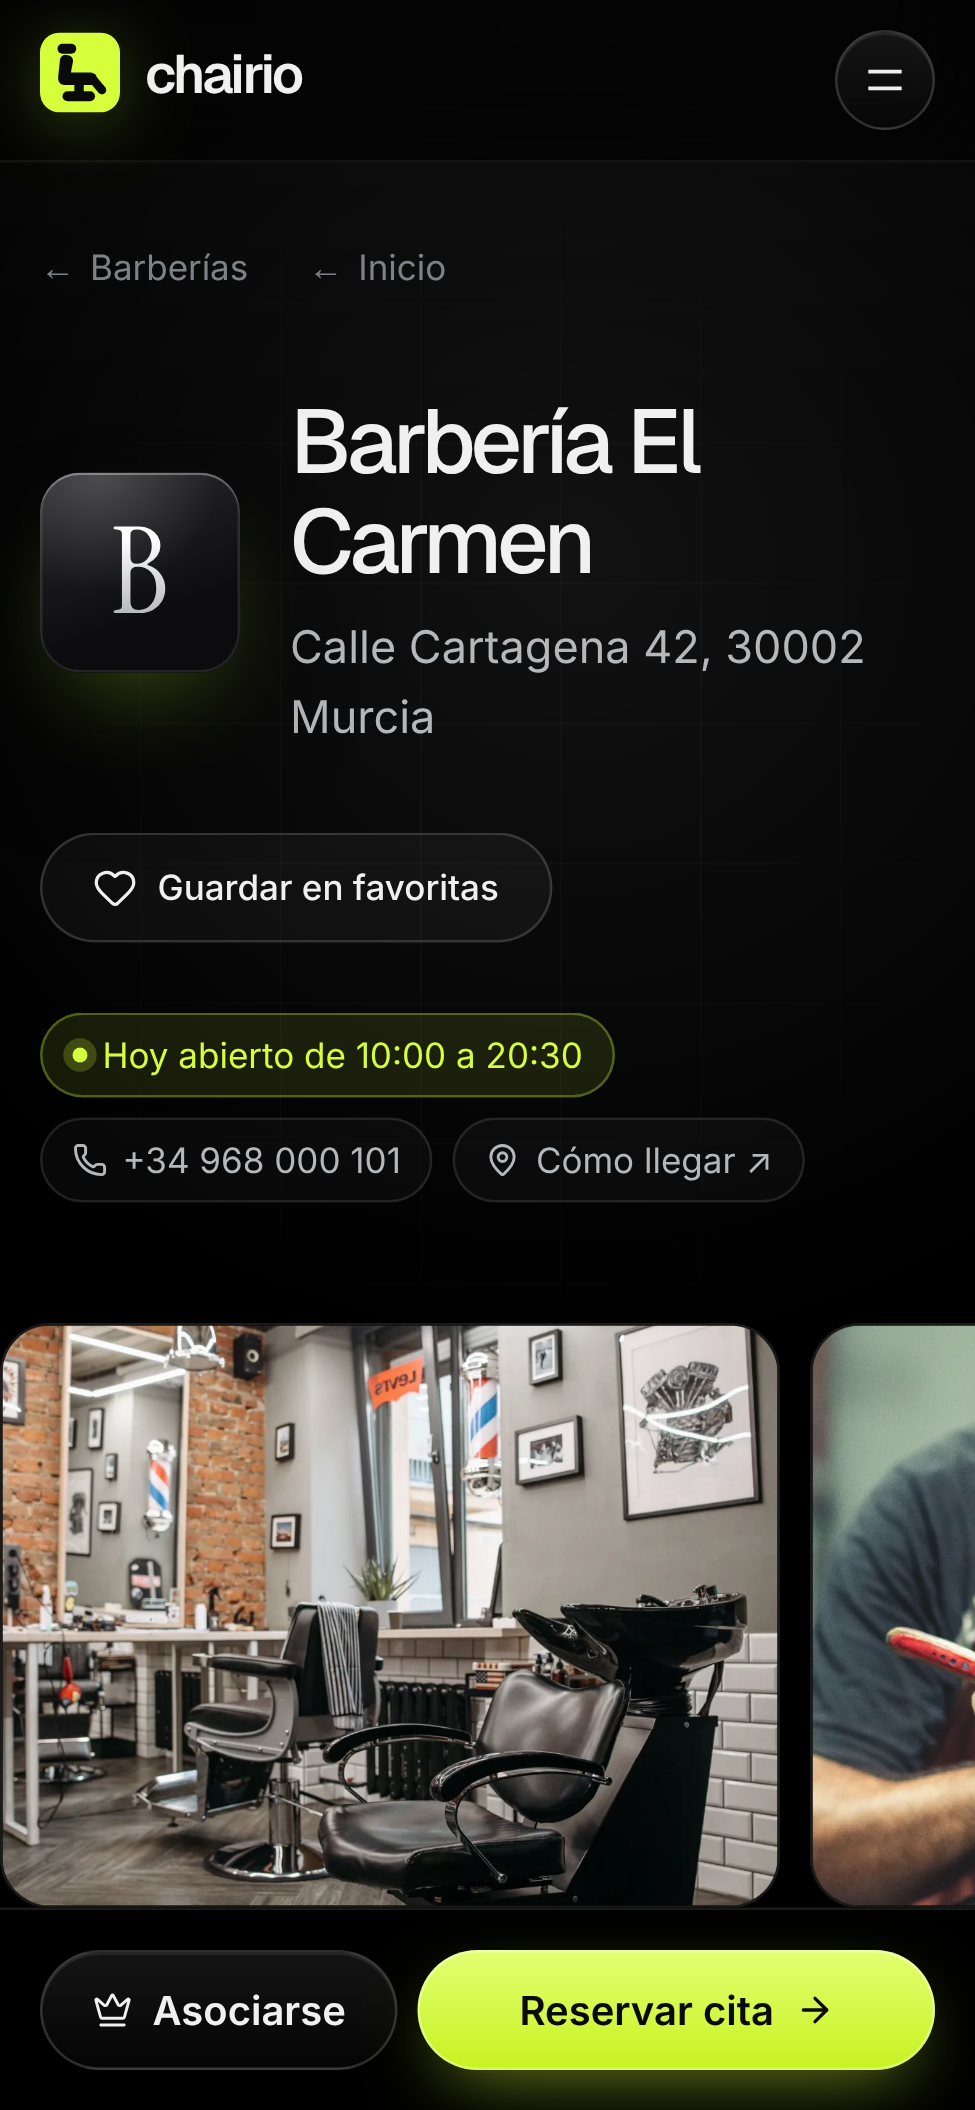 chairio
← Barberías ← Inicio
B
Barbería El
Carmen
Calle Cartagena 42, 30002
Murcia
Guardar en favoritas
Hoy abierto de 10:00 a 20:30
+34 968 000 101
Cómo llegar ↗
Asociarse
Reservar cita →